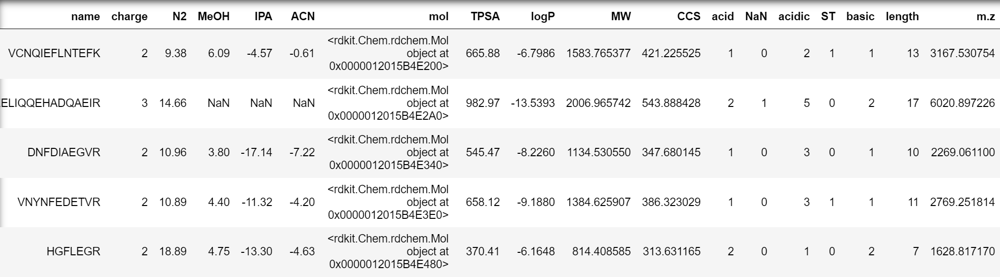 name charge N2 MeOH IPA ACN mol TPSA logP MW CCS acid NaN acidic ST basic length m.z
<rdkit.Chem.rdchem.Mol
VCNQIEFLNTEFK 2 9.38 6.09 -4.57 -0.61 object at 665.88 -6.7986 1583.765377 421.225525 1 0 2 1 1 13 3167.530754
0x0000012015B4E200>
<rdkit.Chem.rdchem.Mol
ELIQQEHADQAEIR 3 14.66 NaN NaN NaN object at 982.97 -13.5393 2006.965742 543.888428 2 1 5 0 2 17 6020.897226
0x0000012015B4E2A0>
<rdkit.Chem.rdchem.Mol
DNFDIAEGVR 2 10.96 3.80 -17.14 -7.22 object at 545.47 -8.2260 1134.530550 347.680145 1 0 3 0 1 10 2269.061100
0x0000012015B4E340>
<rdkit.Chem.rdchem.Mol
VNYNFEDETVR 2 10.89 4.40 -11.32 -4.20 object at 658.12 -9.1880 1384.625907 386.323029 1 0 3 1 1 11 2769.251814
0x0000012015B4E3E0>
<rdkit.Chem.rdchem.Mol
HGFLEGR 2 18.89 4.75 -13.30 -4.63 object at 370.41 -6.1648 814.408585 313.631165 2 0 1 0 2 7 1628.817170
0x0000012015B4E480>